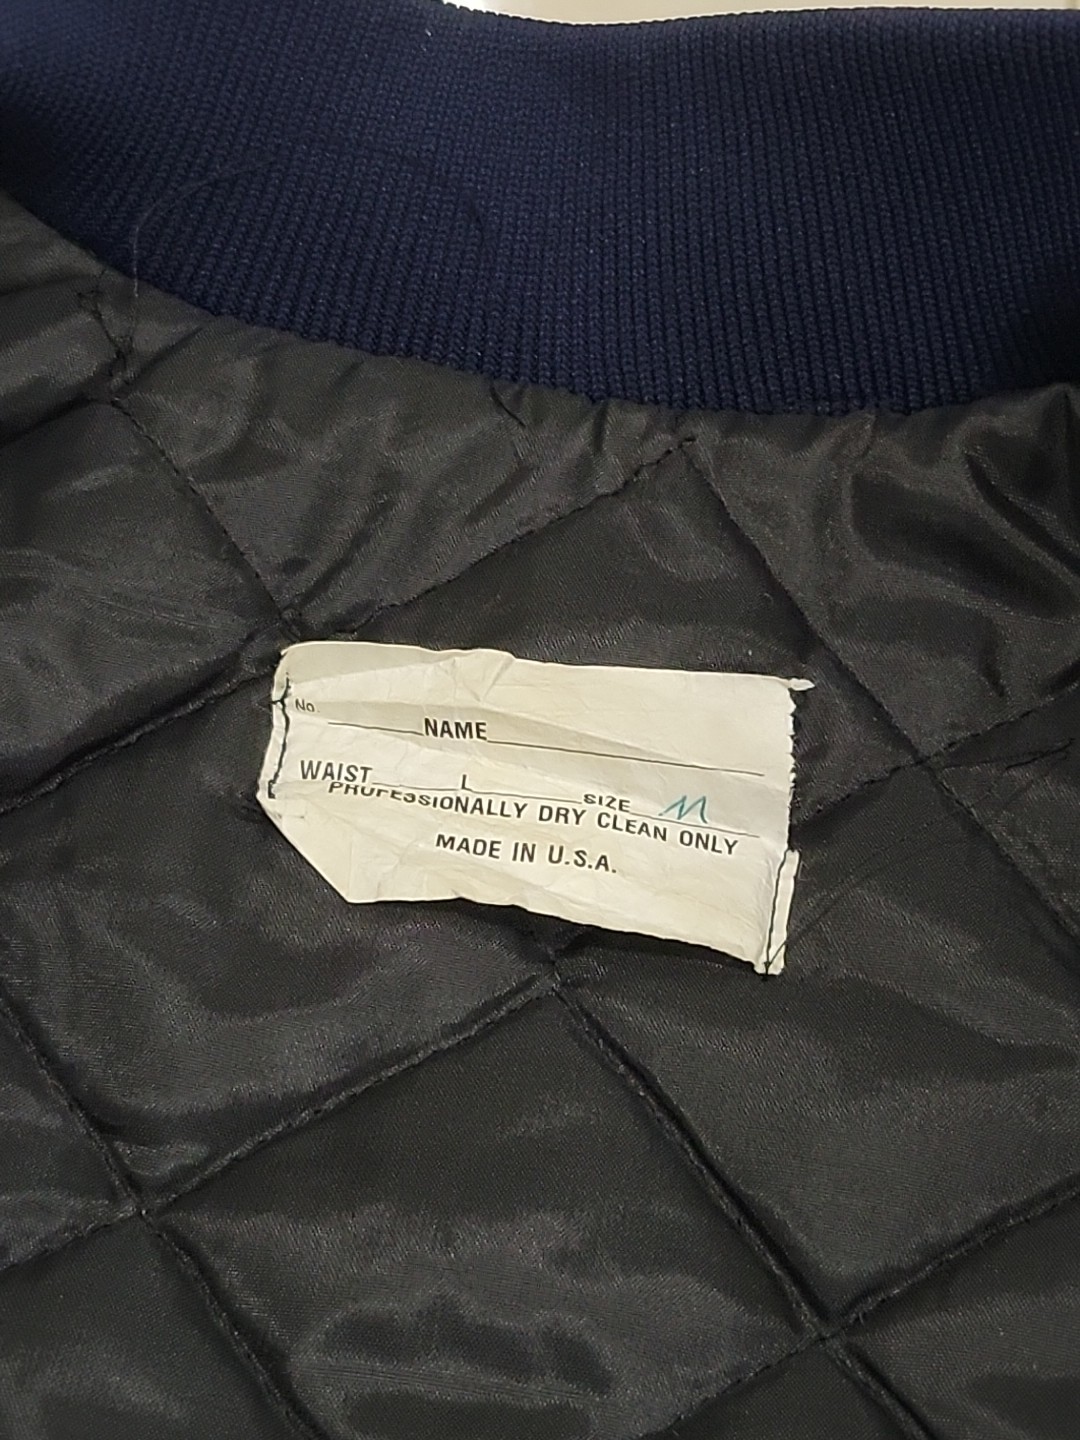 No. NAME
WAIST L SIZE M
PROFESSIONALLY DRY CLEAN ONLY
MADE IN U.S.A.